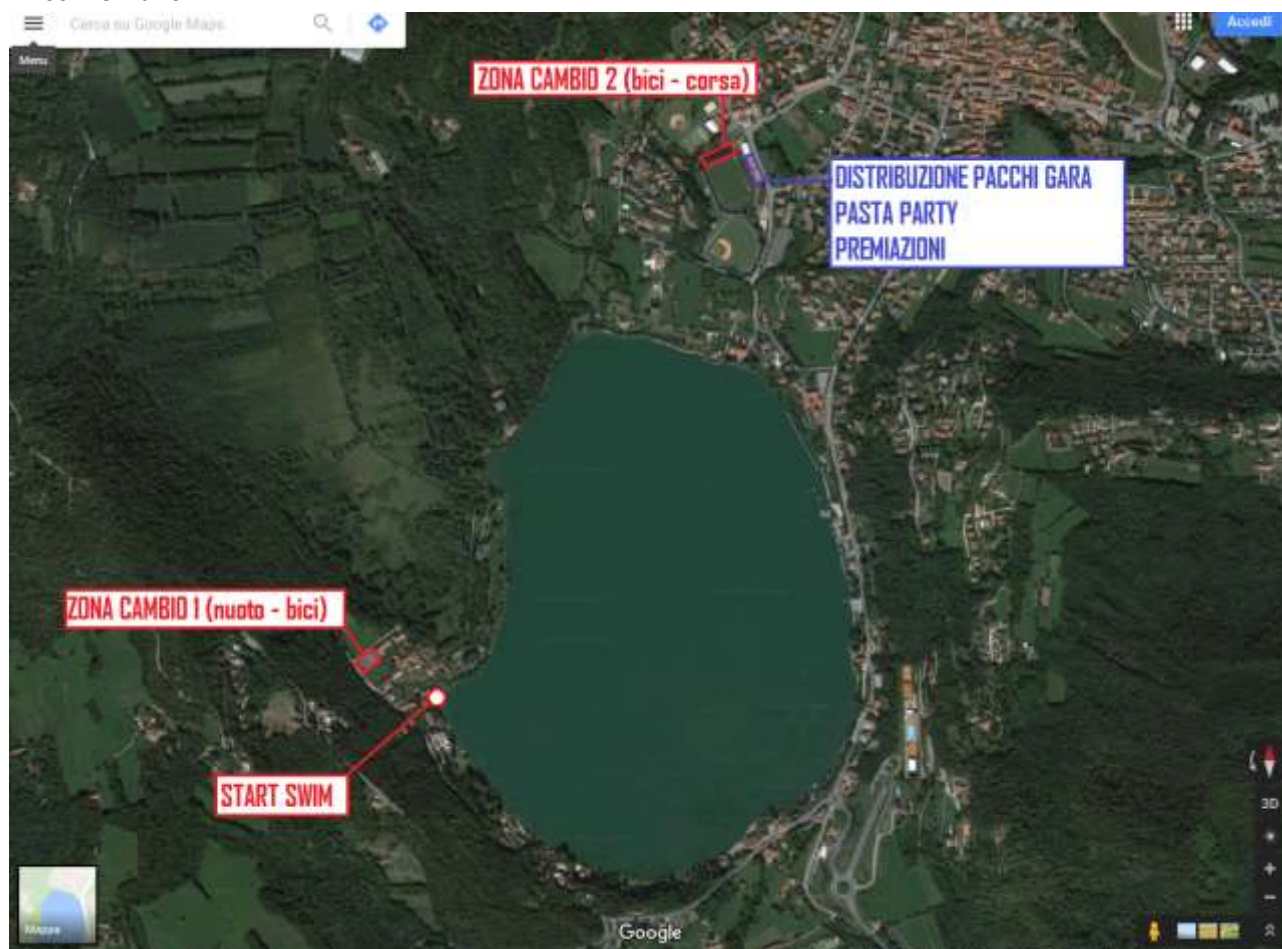 Cerca su Google Maps
Accedi
Menu
ZONA CAMBIO 2 (bici - corsa)
DISTRIBUZIONE PACCHI GARA
PASTA PARTY
PREMIAZIONI
ZONA CAMBIO 1 (nuoto - bici)
START SWIM
3D
Mappa
Google